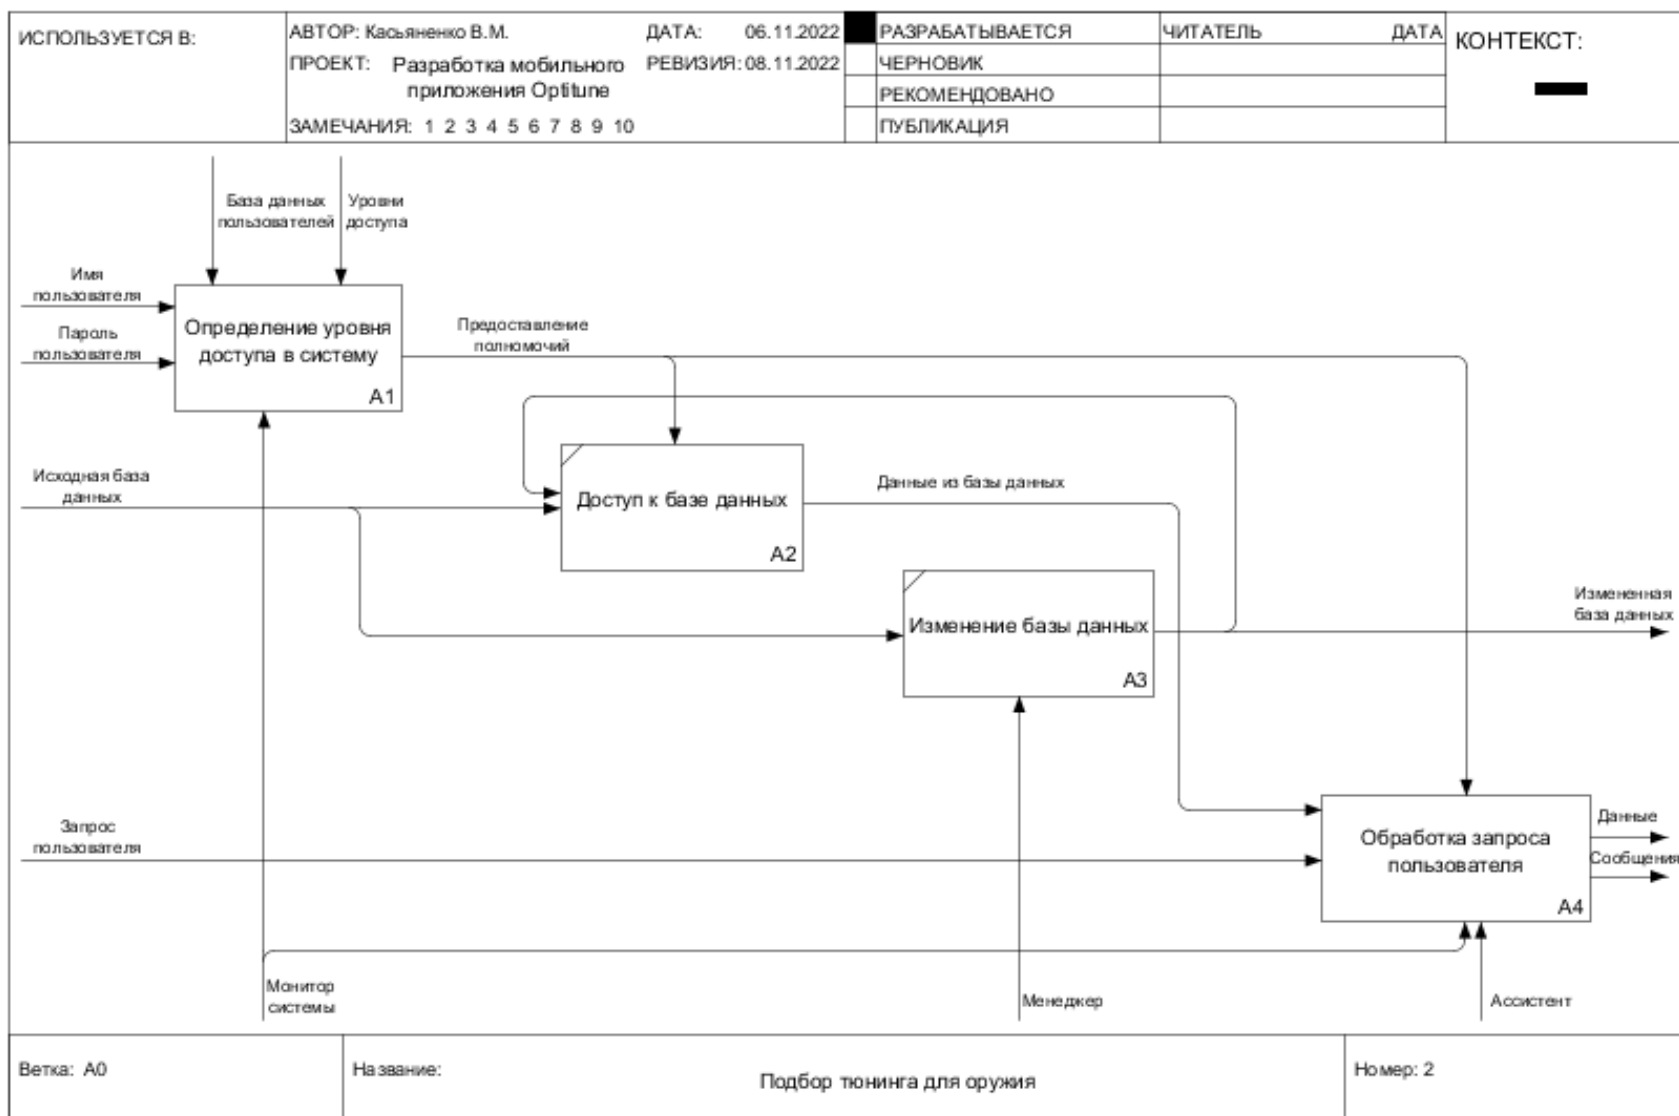 ИСПОЛЬЗУЕТСЯ В:
АВТОР: Касьяненко В.М.
ДАТА: 06.11.2022
ПРОЕКТ: Разработка мобильного
приложения Optitune
РЕВИЗИЯ: 08.11.2022
ЗАМЕЧАНИЯ: 1 2 3 4 5 6 7 8 9 10
РАЗРАБАТЫВАЕТСЯ
ЧЕРНОВИК
РЕКОМЕНДОВАНО
ПУБЛИКАЦИЯ
ЧИТАТЕЛЬ ДАТА
КОНТЕКСТ:
База данных
пользователей
Уровни
доступа
Имя
пользователя
Пароль
пользователя
Определение уровня
доступа в систему
A1
Предоставление
полномочий
Исходная база
данных
Доступ к базе данных
A2
Данные из базы данных
Изменение базы данных
A3
Измененная
база данных
Запрос
пользователя
Обработка запроса
пользователя
A4
Данные
Сообщения
Монитор
системы
Менеджер
Ассистент
Ветка: A0
Название:
Подбор тюнинга для оружия
Номер: 2